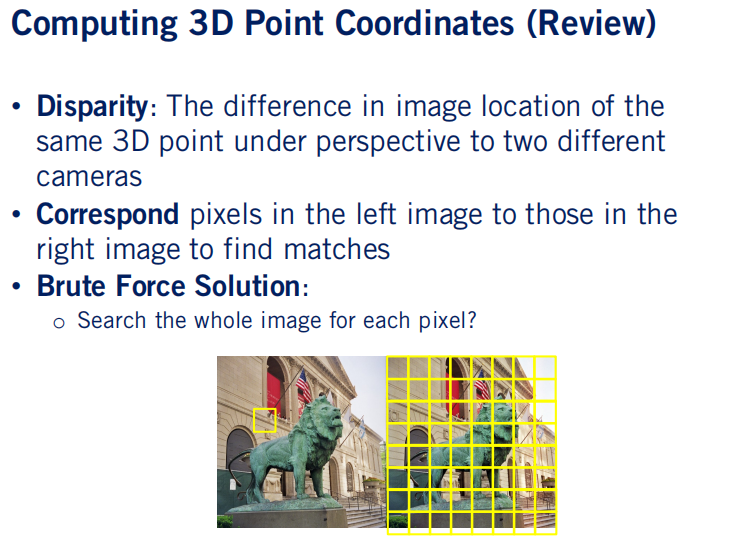 Computing 3D Point Coordinates (Review)
• Disparity: The difference in image location of the
same 3D point under perspective to two different
cameras
• Correspond pixels in the left image to those in the
right image to find matches
• Brute Force Solution:
o Search the whole image for each pixel?